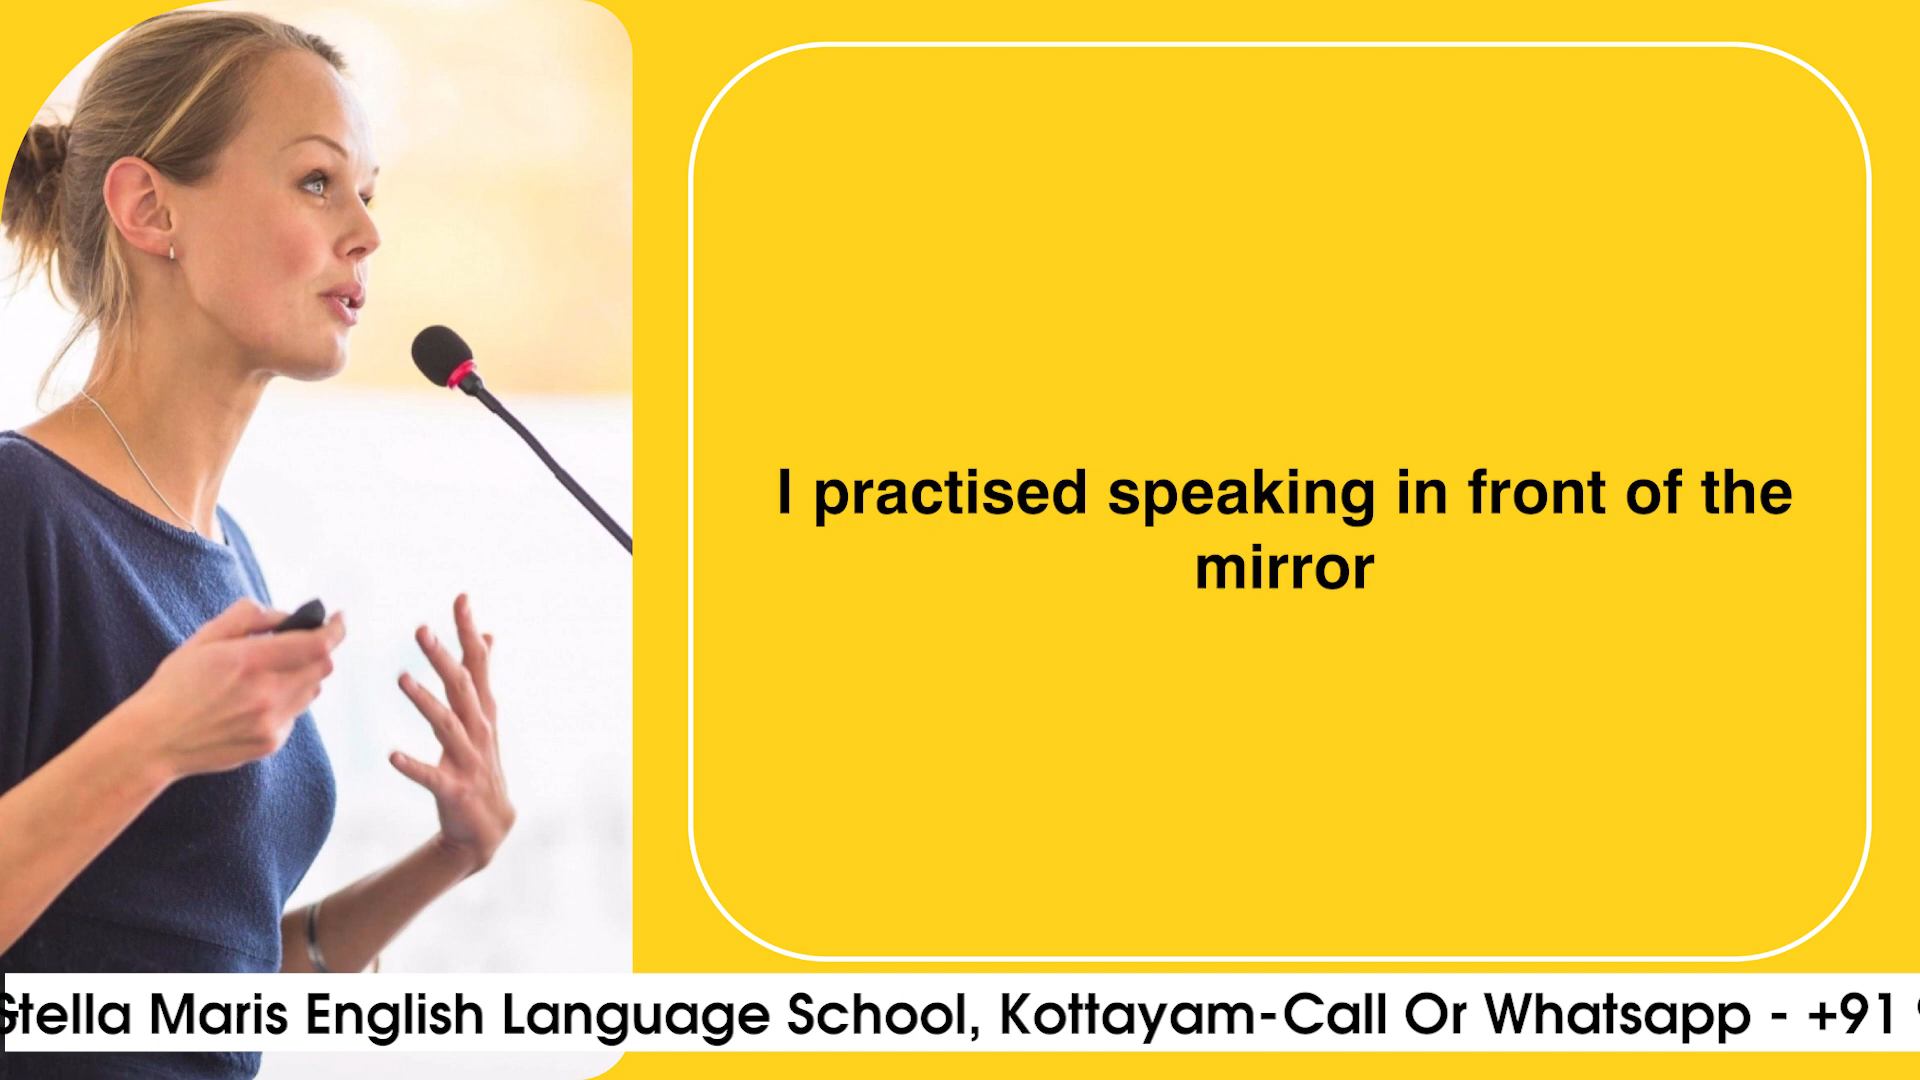 I practised speaking in front of the
mirror
Stella Maris English Language School, Kottayam-Call Or Whatsapp - +91